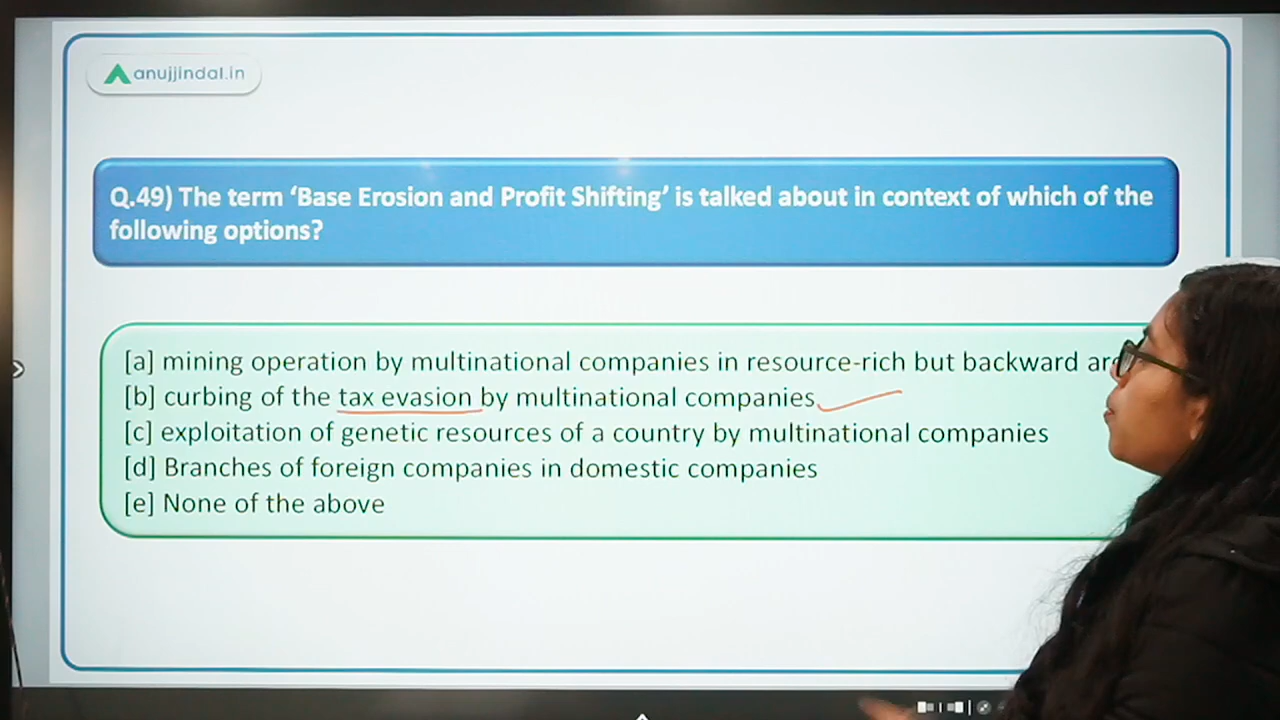 anujjindal.in
Q.49) The term ‘Base Erosion and Profit Shifting’ is talked about in context of which of the
following options?
[a] mining operation by multinational companies in resource-rich but backward
[b] curbing of the tax evasion by multinational companies
[c] exploitation of genetic resources of a country by multinational companies
[d] Branches of foreign companies in domestic companies
[e] None of the above